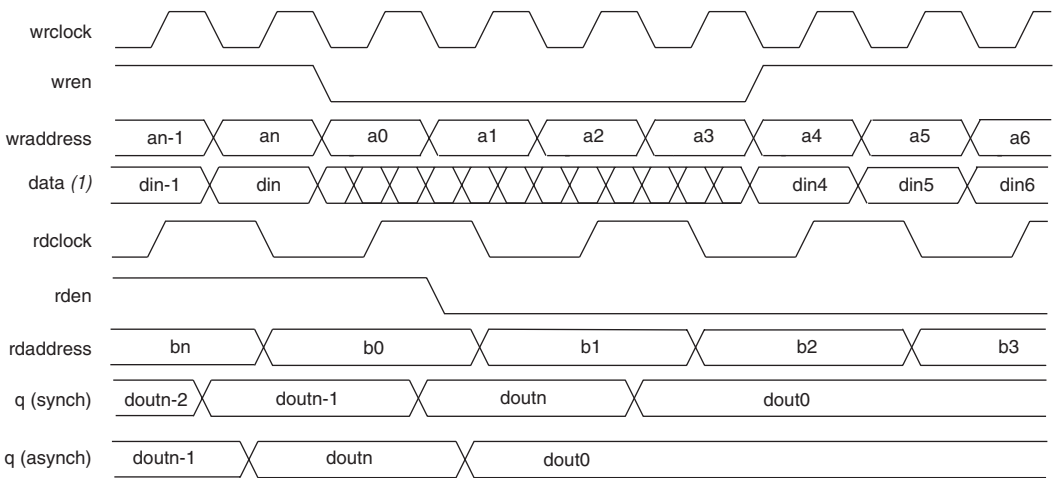 wrclock
wren
wraddress an-1 an a0 a1 a2 a3 a4 a5 a6
data (1) din-1 din din4 din5 din6
rdclock
rden
rdaddress bn b0 b1 b2 b3
q (synch) doutn-2 doutn-1 doutn dout0
q (asynch) doutn-1 doutn dout0